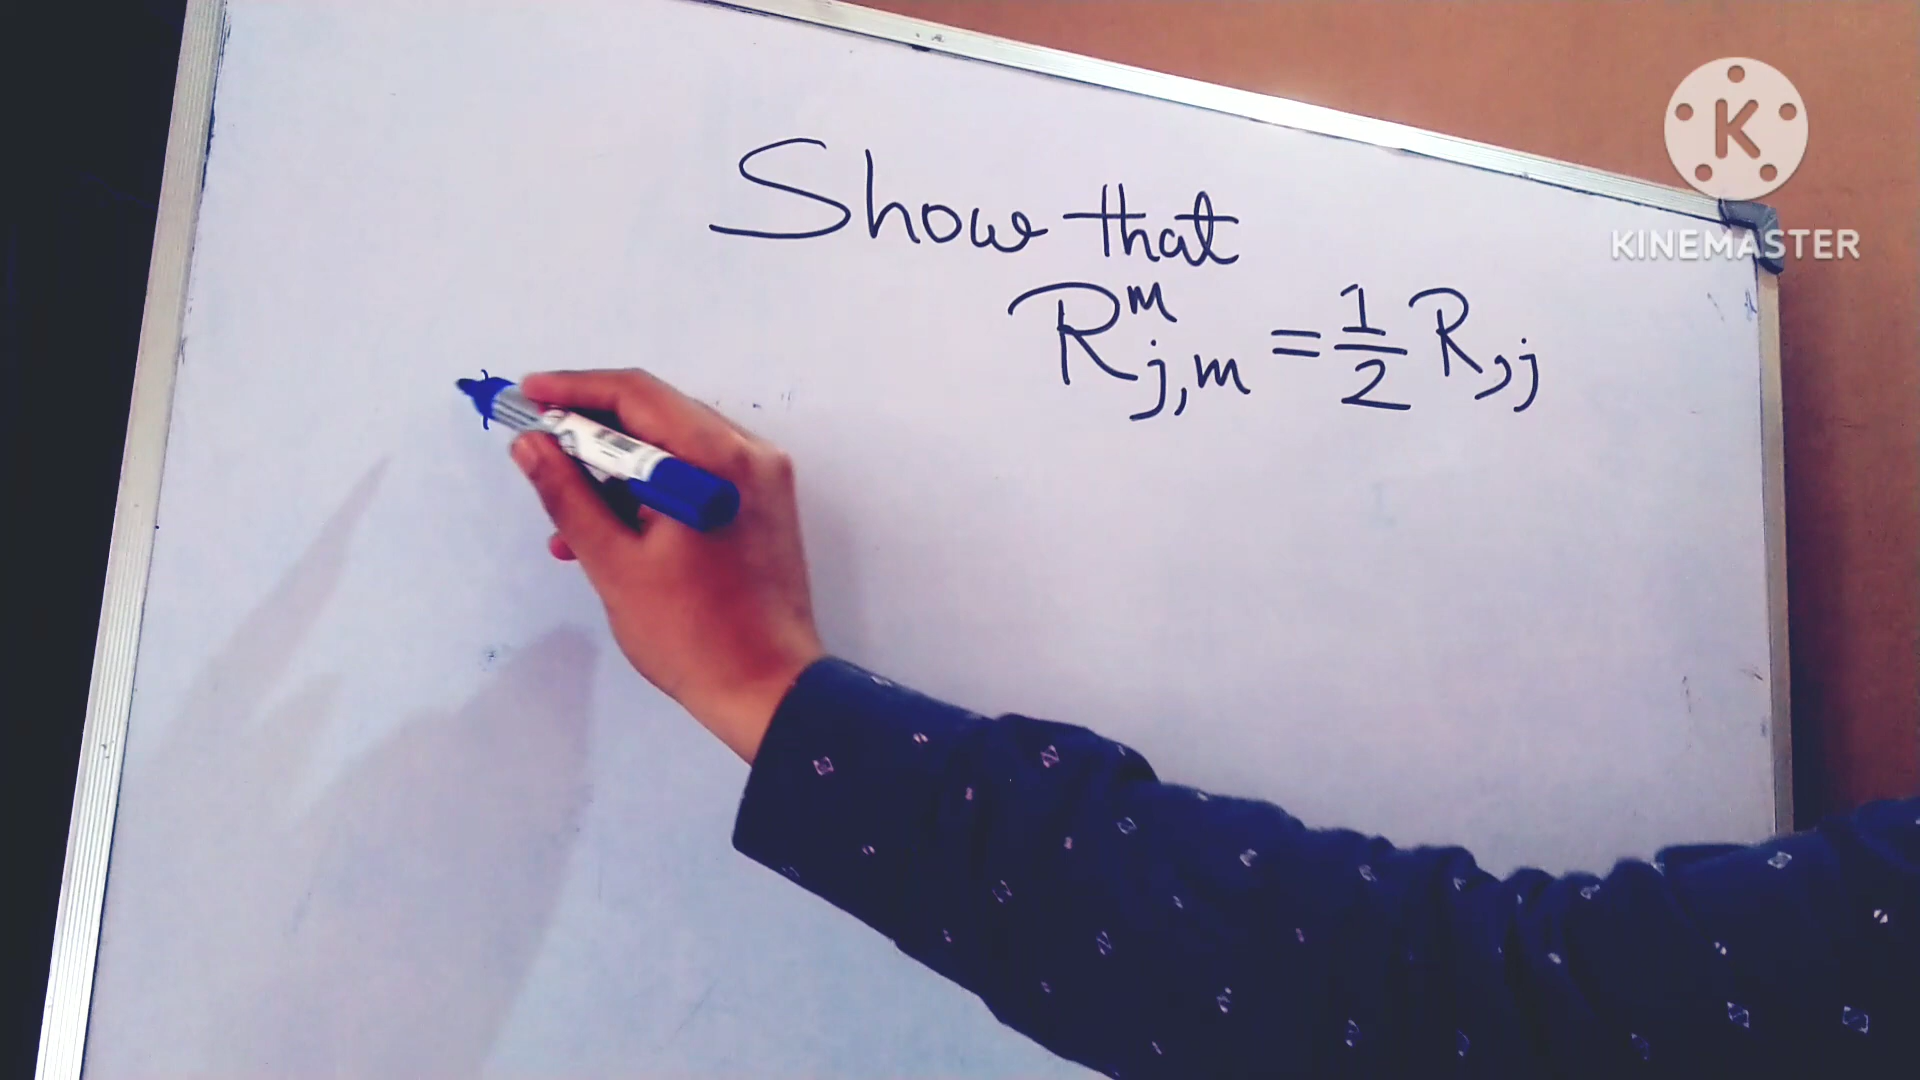 Show that
R^m_{j,m} = 1/2 R_{,j}
K
KINEMASTER